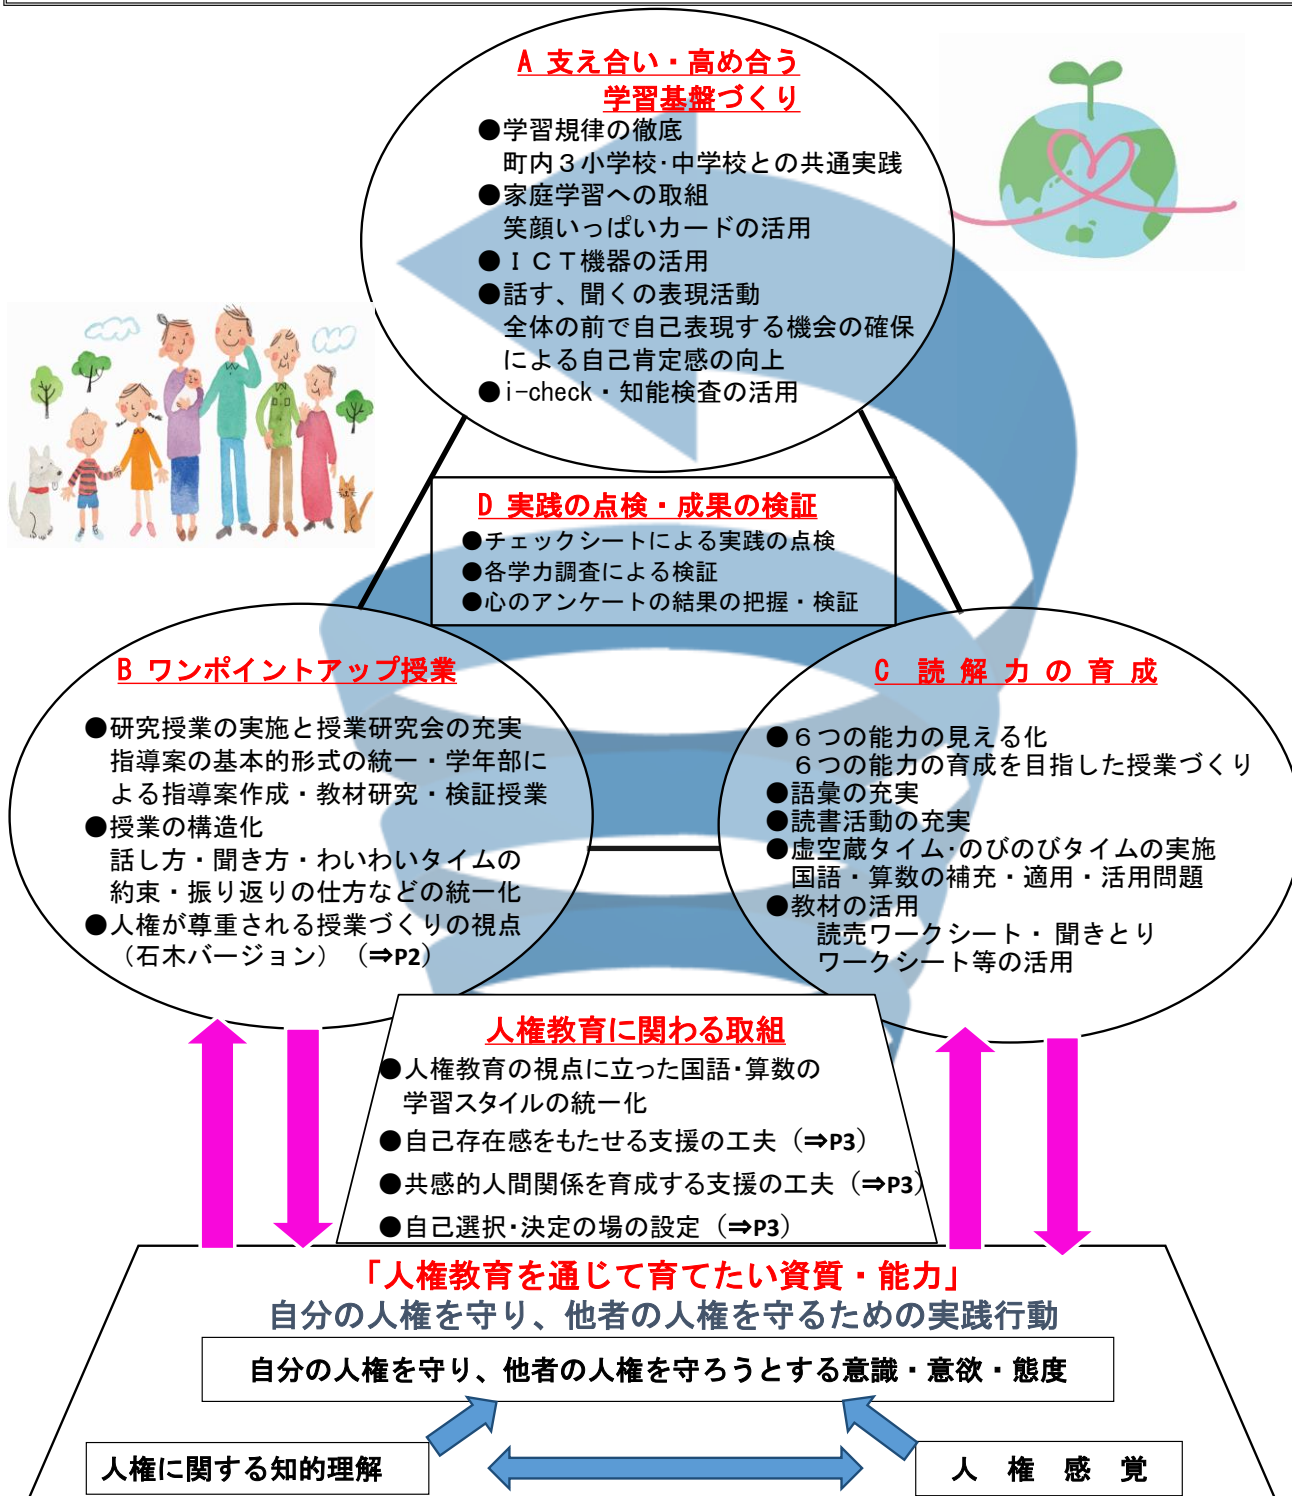 A 支え合い・高め合う
学習基盤づくり
●学習規律の徹底
町内３小学校・中学校との共通実践
●家庭学習への取組
笑顔いっぱいカードの活用
●ＩＣＴ機器の活用
●話す、聞くの表現活動
全体の前で自己表現する機会の確保
による自己肯定感の向上
●i-check・知能検査の活用
D 実践の点検・成果の検証
●チェックシートによる実践の点検
●各学力調査による検証
●心のアンケートの結果の把握・検証
B ワンポイントアップ授業
●研究授業の実施と授業研究会の充実
指導案の基本的形式の統一・学年部に
よる指導案作成・教材研究・検証授業
●授業の構造化
話し方・聞き方・わいわいタイムの
約束・振り返りの仕方などの統一化
●人権が尊重される授業づくりの視点
（石木バージョン）（⇒P2）
C 読 解 力 の 育 成
●６つの能力の見える化
６つの能力の育成を目指した授業づくり
●語彙の充実
●読書活動の充実
●虚空蔵タイム・のびのびタイムの実施
国語・算数の補充・適用・活用問題
●教材の活用
読売ワークシート・ 聞きとり
ワークシート等の活用
人権教育に関わる取組
●人権教育の視点に立った国語・算数の
学習スタイルの統一化
●自己存在感をもたせる支援の工夫（⇒P3）
●共感的人間関係を育成する支援の工夫（⇒P3）
●自己選択・決定の場の設定（⇒P3）
「人権教育を通じて育てたい資質・能力」
自分の人権を守り、他者の人権を守るための実践行動
自分の人権を守り、他者の人権を守ろうとする意識・意欲・態度
人権に関する知的理解
人 権 感 覚